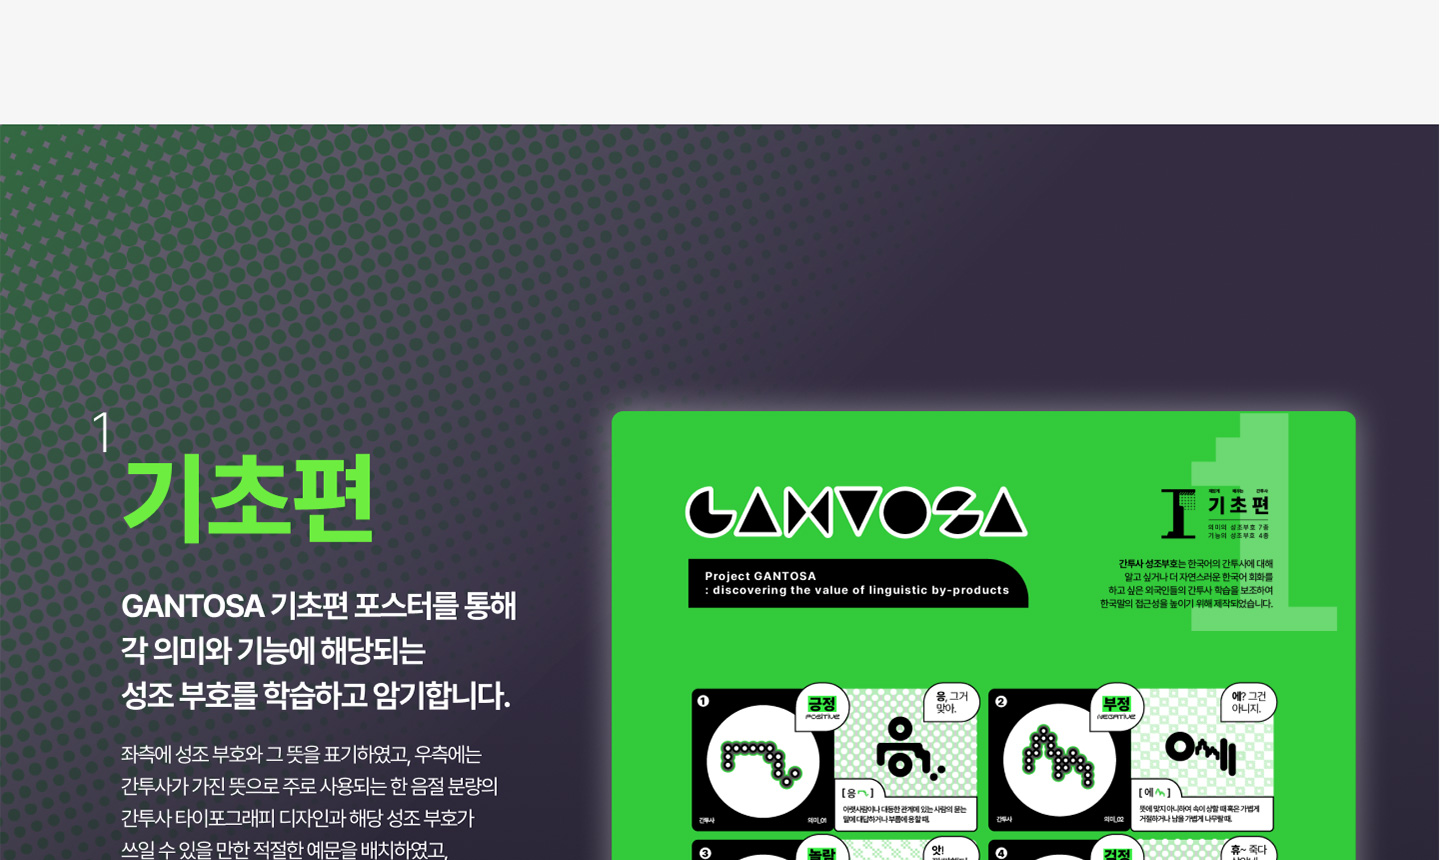 1
기초편
GANTOSA 기초편 포스터를 통해
각 의미와 기능에 해당되는
성조 부호를 학습하고 암기합니다.
좌측에 성조 부호와 그 뜻을 표기하였고, 우측에는
간투사가 가진 뜻으로 주로 사용되는 한 음절 분량의
간투사 타이포그래피 디자인과 해당 성조 부호가
쓰일 수 있을 만한 적절한 예문을 배치하였고,
GANTOSA
Project GANTOSA
: discovering the value of linguistic by-products
1
기초편
의미의 성조부호 7종
기능의 성조부호 4종
간투사 성조부호는 한국어의 간투사에 대해
알고 싶거나 더 자연스러운 한국어 회화를
하고 싶은 외국인들의 간투사 학습을 보조하여
한국말의 접근성을 높이기 위해 제작되었습니다.
1
긍정
POSITIVE
응, 그거
맞아.
응
[ 응 ]
아랫사람이나 대등한 관계에 있는 사람의 묻는
말에 대답하거나 부름에 응할 때.
간투사
의미_01
2
부정
NEGATIVE
에? 그건
아니지.
에
[ 에 ]
뜻에 맞지 아니하여 속이 상할 때 혹은 가볍게
거절하거나 남을 가볍게 나무랄 때.
간투사
의미_02
3
놀람
앗!
4
걱정
휴~ 죽다